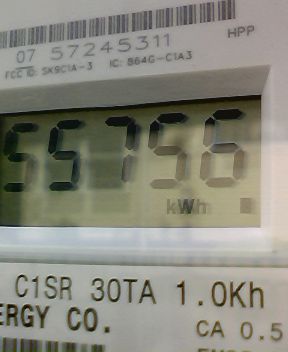 07 57245311
HPP
FCC ID: SK9C1A-3 IC: 864G-C1A3
55756
kWh
C1SR 30TA 1.0Kh
ERGY CO.
CA 0.5